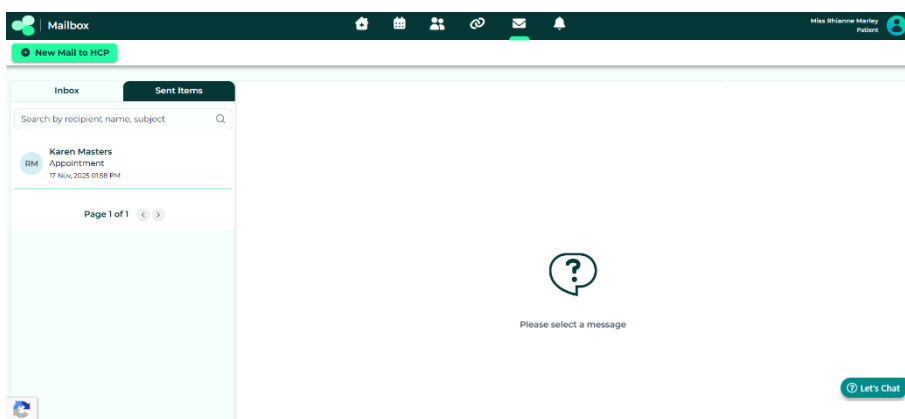 Mailbox
Miss Rhianne Marley
Patient
New Mail to HCP
Inbox
Sent Items
Search by recipient name, subject
RM
Karen Masters
Appointment
17 Nov, 2025 01:58 PM
Page 1 of 1
Please select a message
Let's Chat